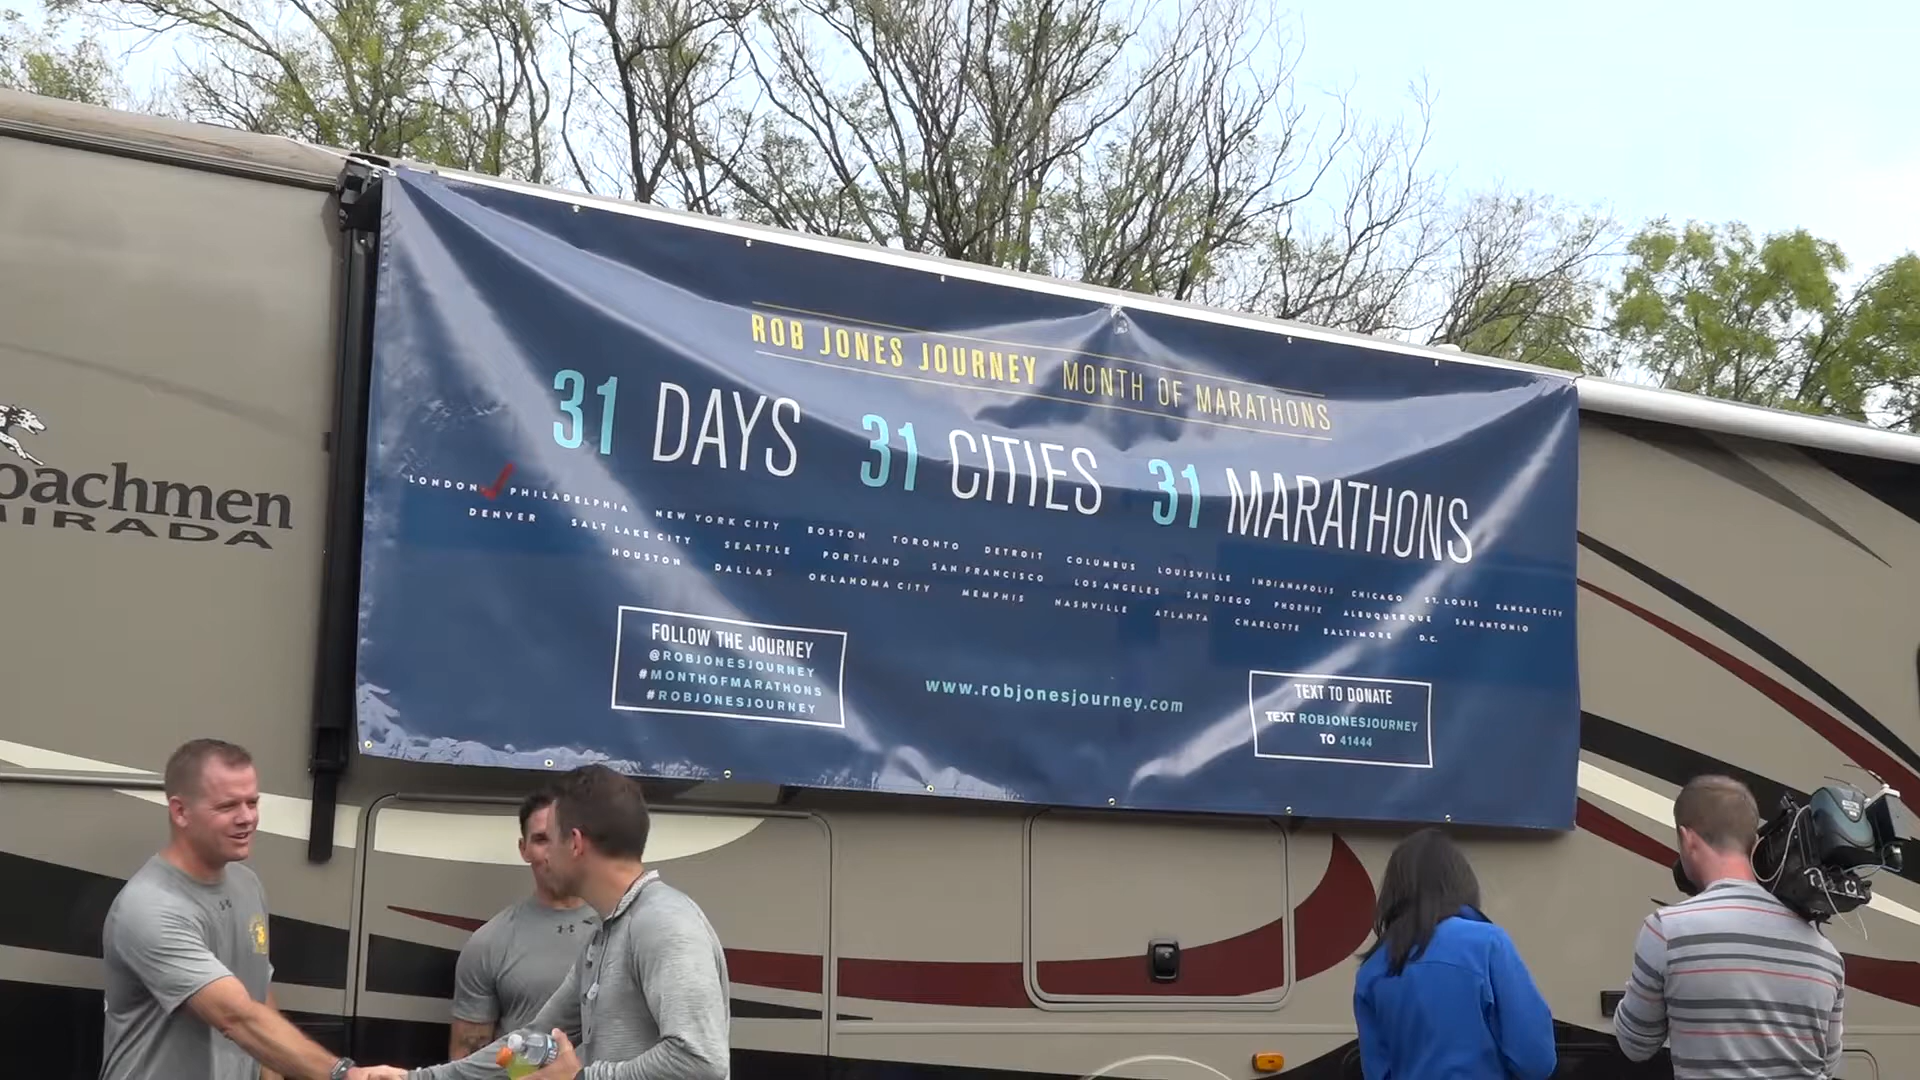 ROB JONES JOURNEY MONTH OF MARATHONS
31 DAYS 31 CITIES 31 MARATHONS
LONDON PHILADELPHIA NEW YORK CITY BOSTON TORONTO DETROIT COLUMBUS LOUISVILLE INDIANAPOLIS CHICAGO ST. LOUIS KANSAS CITY
DENVER SALT LAKE CITY SEATTLE PORTLAND SAN FRANCISCO LOS ANGELES SAN DIEGO PHOENIX ALBUQUERQUE SAN ANTONIO
HOUSTON DALLAS OKLAHOMA CITY MEMPHIS NASHVILLE ATLANTA CHARLOTTE BALTIMORE D.C.
FOLLOW THE JOURNEY
@ROBJONESJOURNEY
#MONTHOFMARATHONS
#ROBJONESJOURNEY
www.robjonesjourney.com
TEXT TO DONATE
TEXT ROBJONESJOURNEY
TO 41444
oachmen
MIRADA